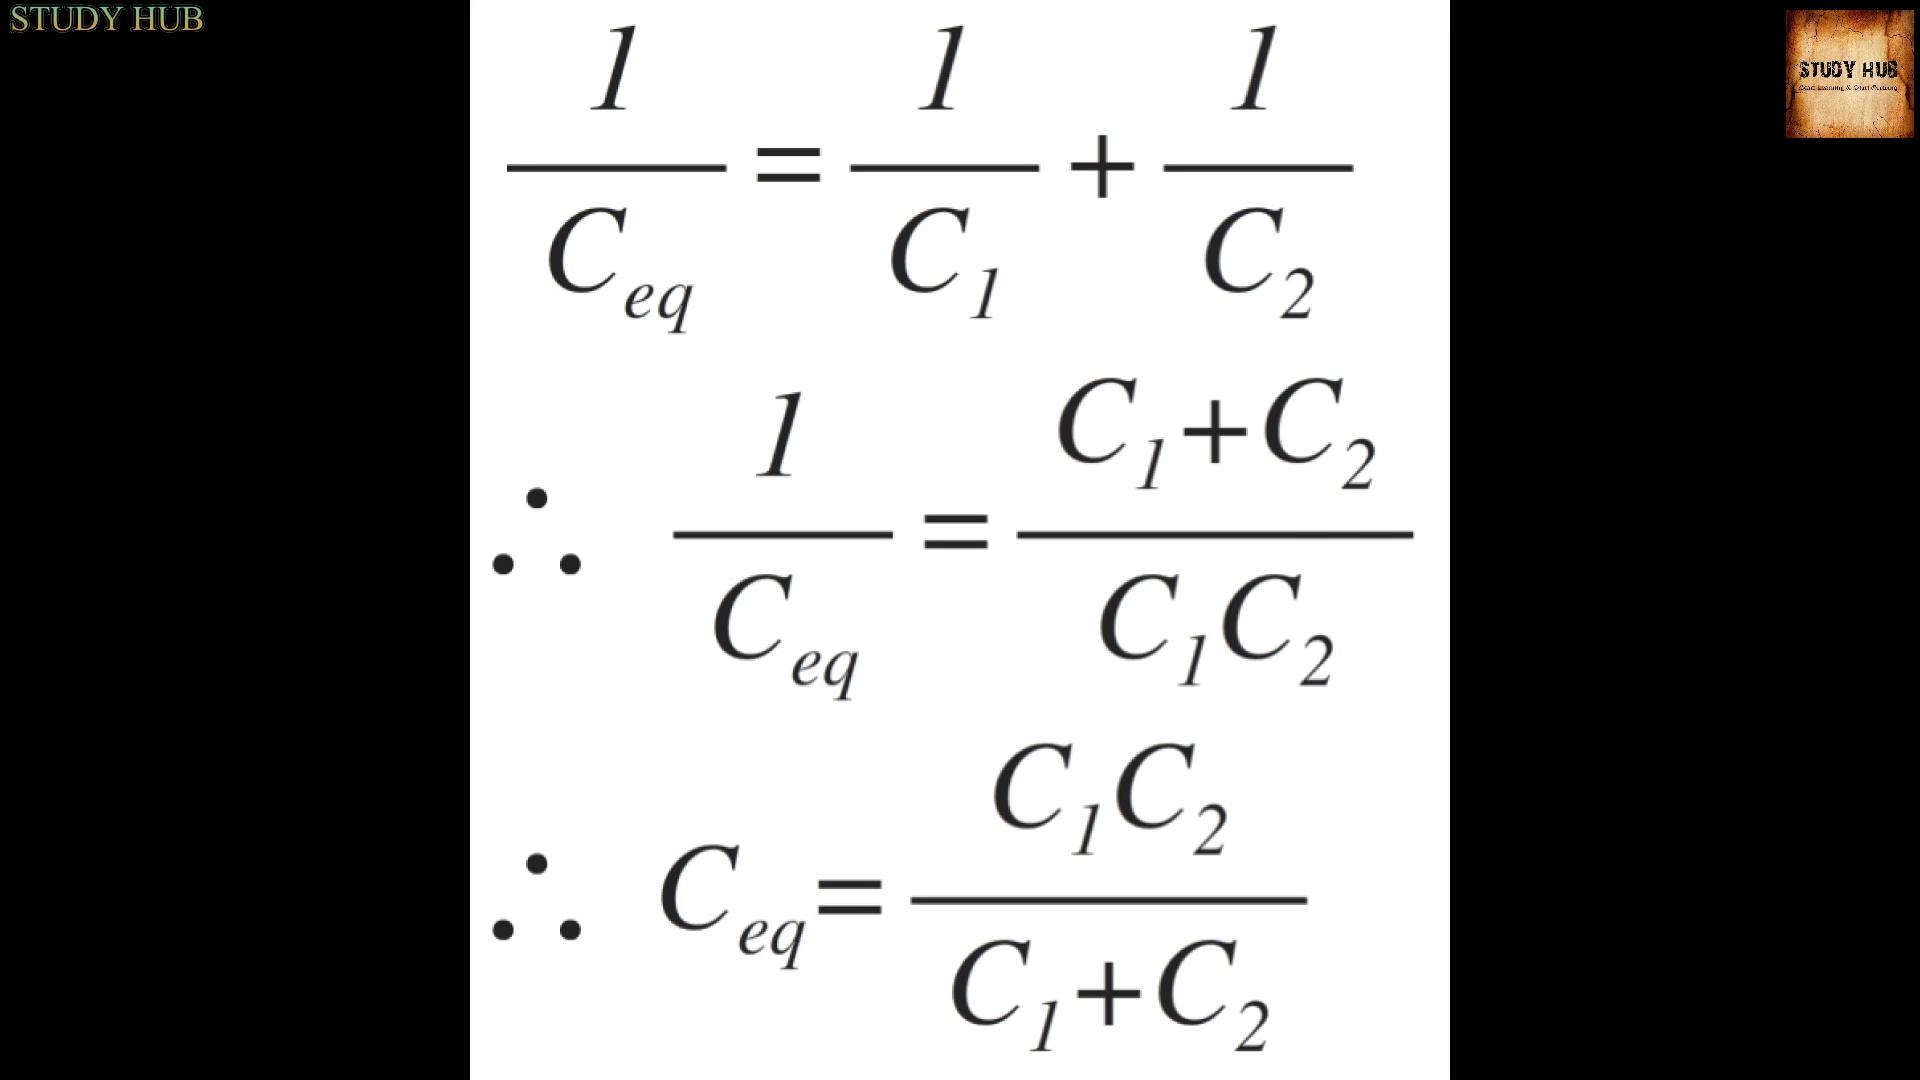 STUDY HUB
STUDY HUB
1/C_eq = 1/C_1 + 1/C_2
∴ 1/C_eq = C_1+C_2/C_1C_2
∴ C_eq = C_1C_2/C_1+C_2